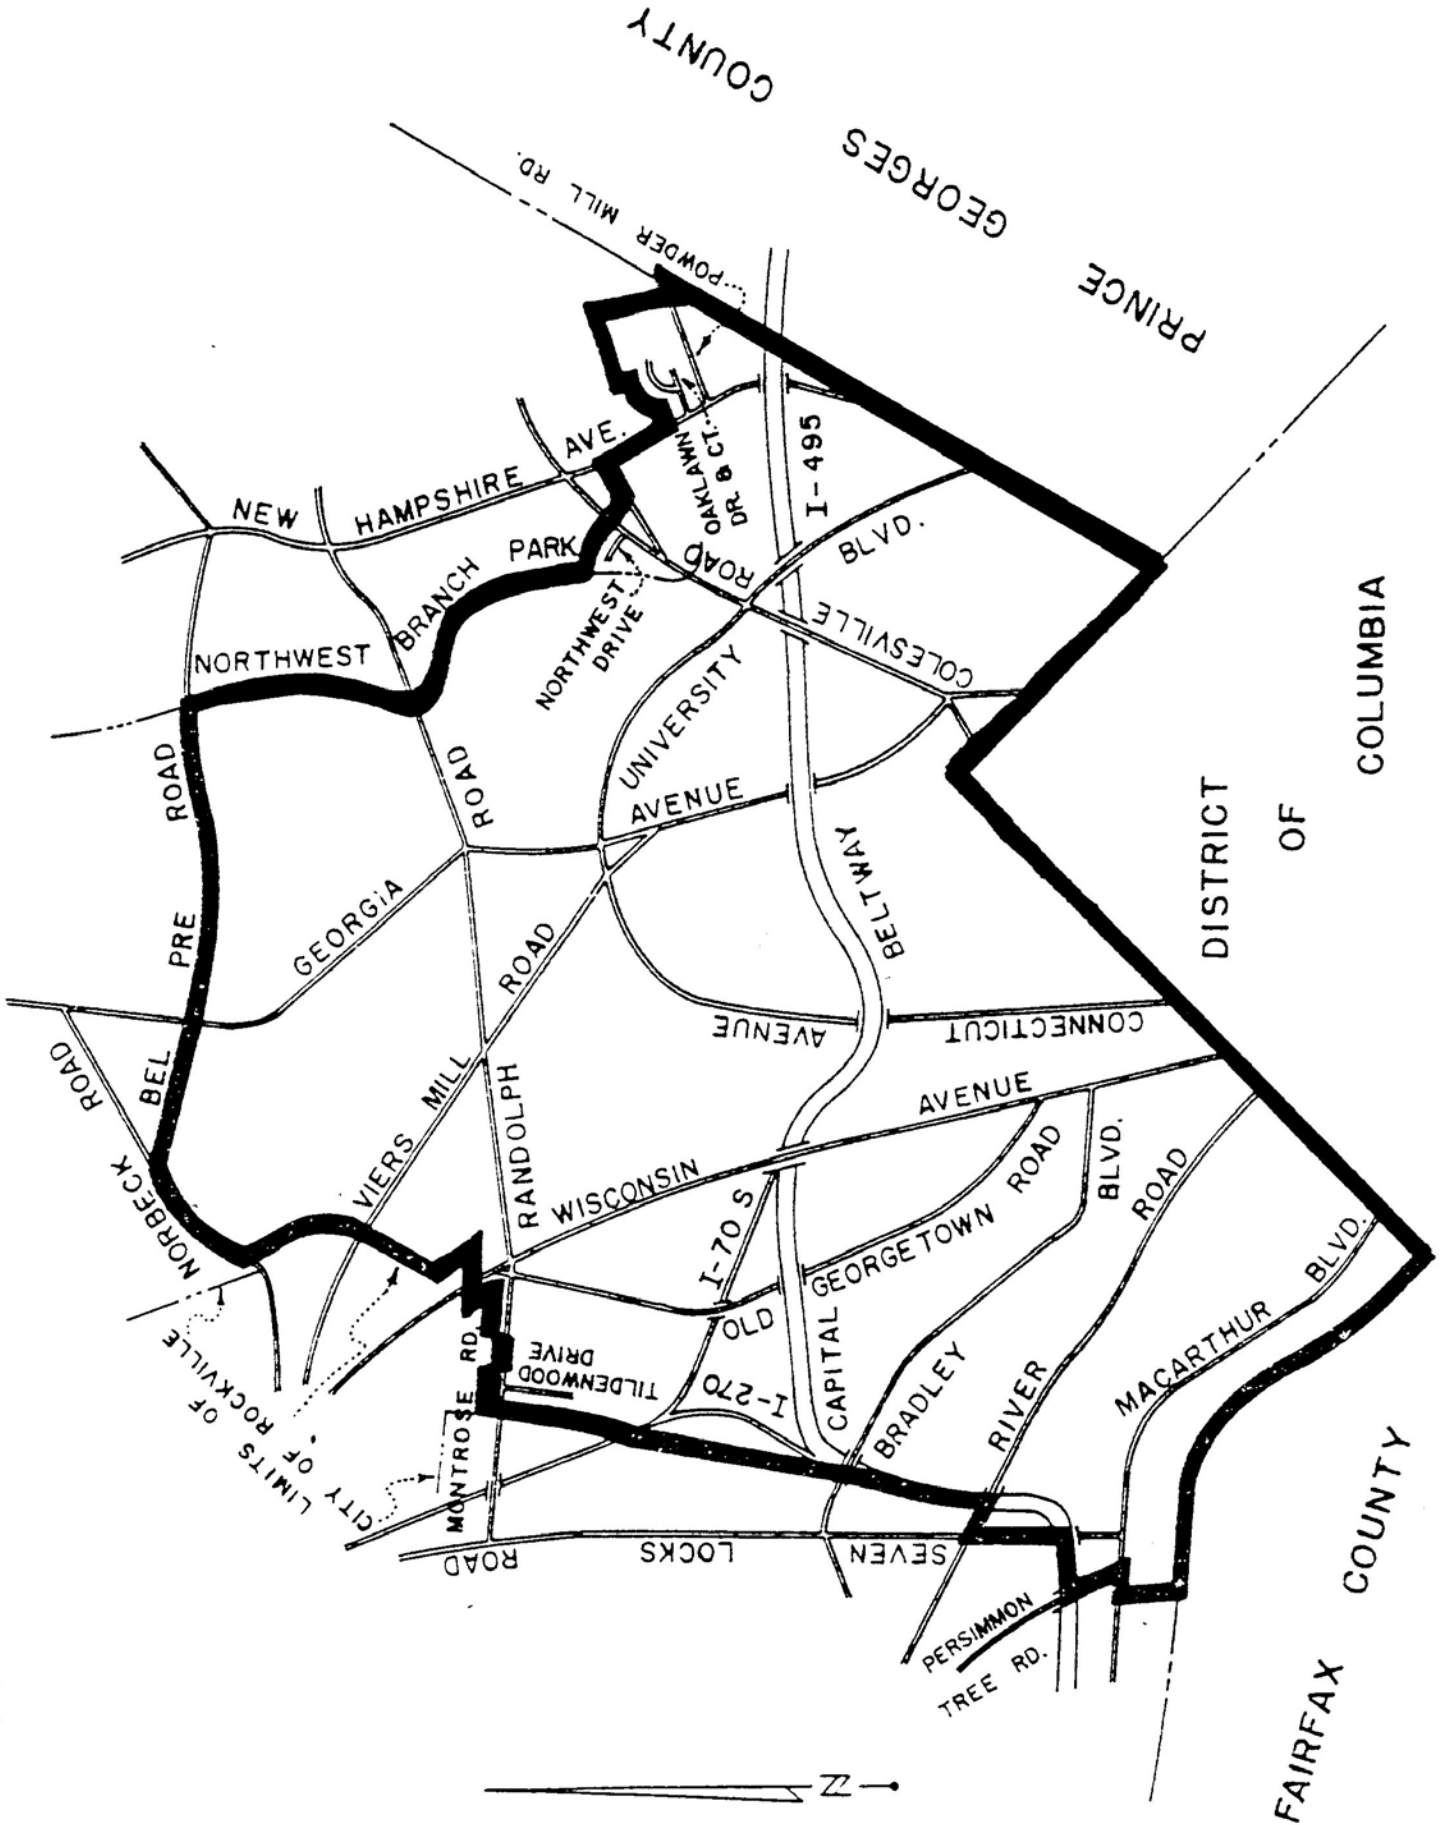 PRINCE GEORGES COUNTY
POWDER MILL RD.
NEW HAMPSHIRE AVE.
OAKLAWN
DR. & CT.
I-495
NORTHWEST BRANCH PARK
NORTHWEST
DRIVE
COLESVILLE ROAD
UNIVERSITY BLVD.
BEL PRE ROAD
GEORGIA AVENUE
RANDOLPH ROAD
VIERS MILL ROAD
CAPITAL BELTWAY
CONNECTICUT AVENUE
WISCONSIN AVENUE
NORBECK ROAD
LIMITS OF
CITY OF ROCKVILLE
MONTROSE RD.
TILDENWOOD
DRIVE
I-70 S
I-270
OLD GEORGETOWN ROAD
BRADLEY BLVD.
RIVER ROAD
MACARTHUR BLVD.
SEVEN LOCKS ROAD
PERSIMMON
TREE RD.
DISTRICT
OF
COLUMBIA
FAIRFAX COUNTY
N